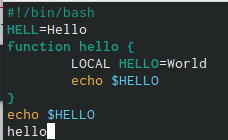 #!/bin/bash
HELL=Hello
function hello {
LOCAL HELLO=World
echo $HELLO
}
echo $HELLO
hello